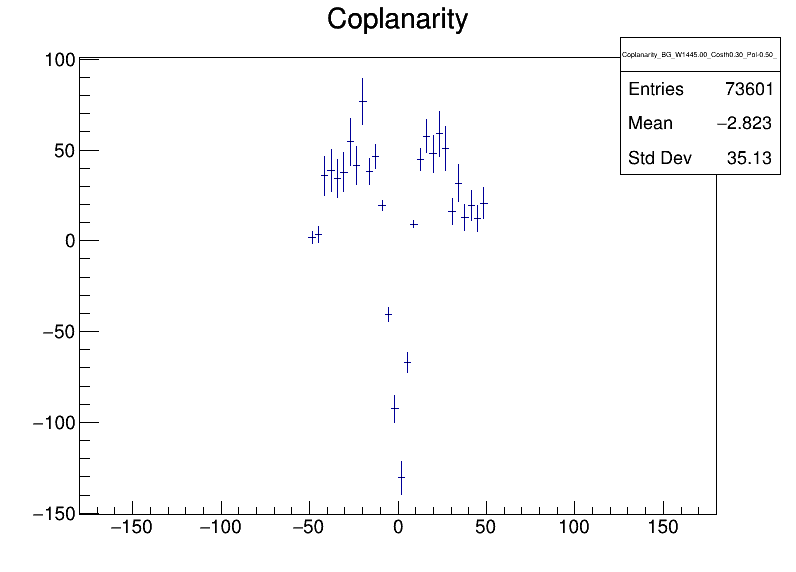 Coplanarity
Coplanarity_BG_W1445.00_Costh0.30_Pol-0.50_
Entries 73601
Mean −2.823
Std Dev 35.13
100
50
0
−50
−100
−150
−150 −100 −50 0 50 100 150